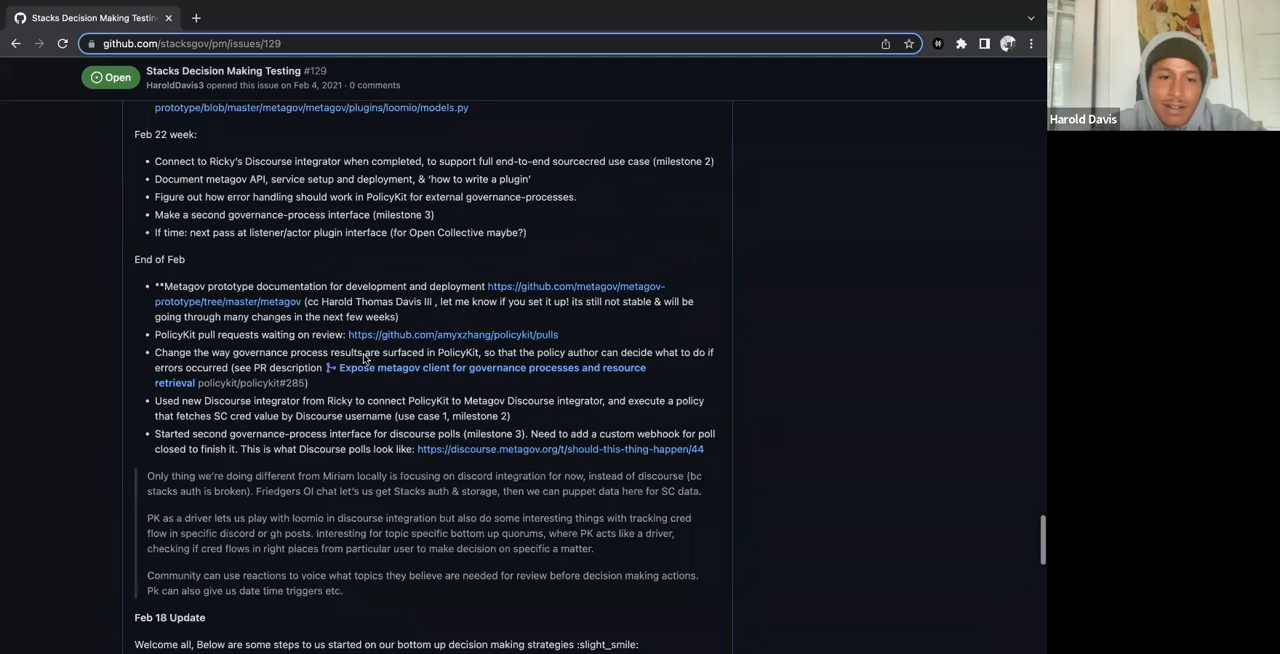 Stacks Decision Making Testin
github.com/stacksgov/pm/issues/129
Open
Stacks Decision Making Testing #129
HaroldDavis3 opened this issue on Feb 4, 2021 · 0 comments
Harold Davis
prototype/blob/master/metagov/metagov/plugins/loomio/models.py
Feb 22 week:
• Connect to Ricky's Discourse integrator when completed, to support full end-to-end sourcecred use case (milestone 2)
• Document metagov API, service setup and deployment, & 'how to write a plugin'
• Figure out how error handling should work in PolicyKit for external governance-processes.
• Make a second governance-process interface (milestone 3)
• If time: next pass at listener/actor plugin interface (for Open Collective maybe?)
End of Feb
• **Metagov prototype documentation for development and deployment https://github.com/metagov/metagov-
prototype/tree/master/metagov (cc Harold Thomas Davis III , let me know if you set it up! its still not stable & will be
going through many changes in the next few weeks)
• PolicyKit pull requests waiting on review: https://github.com/amyxzhang/policykit/pulls
• Change the way governance process results are surfaced in PolicyKit, so that the policy author can decide what to do if
errors occurred (see PR description Expose metagov client for governance processes and resource
retrieval policykit/policykit#285)
• Used new Discourse integrator from Ricky to connect PolicyKit to Metagov Discourse integrator, and execute a policy
that fetches SC cred value by Discourse username (use case 1, milestone 2)
• Started second governance-process interface for discourse polls (milestone 3). Need to add a custom webhook for poll
closed to finish it. This is what Discourse polls look like: https://discourse.metagov.org/t/should-this-thing-happen/44
Only thing we're doing different from Miriam locally is focusing on discord integration for now, instead of discourse (bc
stacks auth is broken). Friedgers OI chat let's us get Stacks auth & storage, then we can puppet data here for SC data.
PK as a driver lets us play with loomio in discourse integration but also do some interesting things with tracking cred
flow in specific discord or gh posts. Interesting for topic specific bottom up quorums, where PK acts like a driver,
checking if cred flows in right places from particular user to make decision on specific a matter.
Community can use reactions to voice what topics they believe are needed for review before decision making actions.
Pk can also give us date time triggers etc.
Feb 18 Update
Welcome all, Below are some steps to us started on our bottom up decision making strategies :slight_smile: